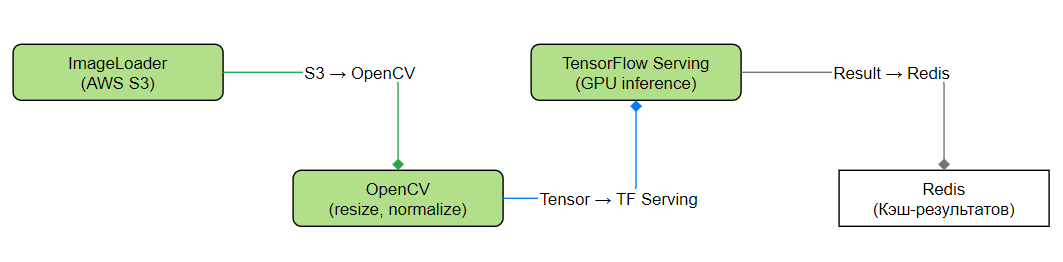 ImageLoader
(AWS S3)
S3 → OpenCV
TensorFlow Serving
(GPU inference)
Result → Redis
OpenCV
(resize, normalize)
Tensor → TF Serving
Redis
(Кэш-результатов)